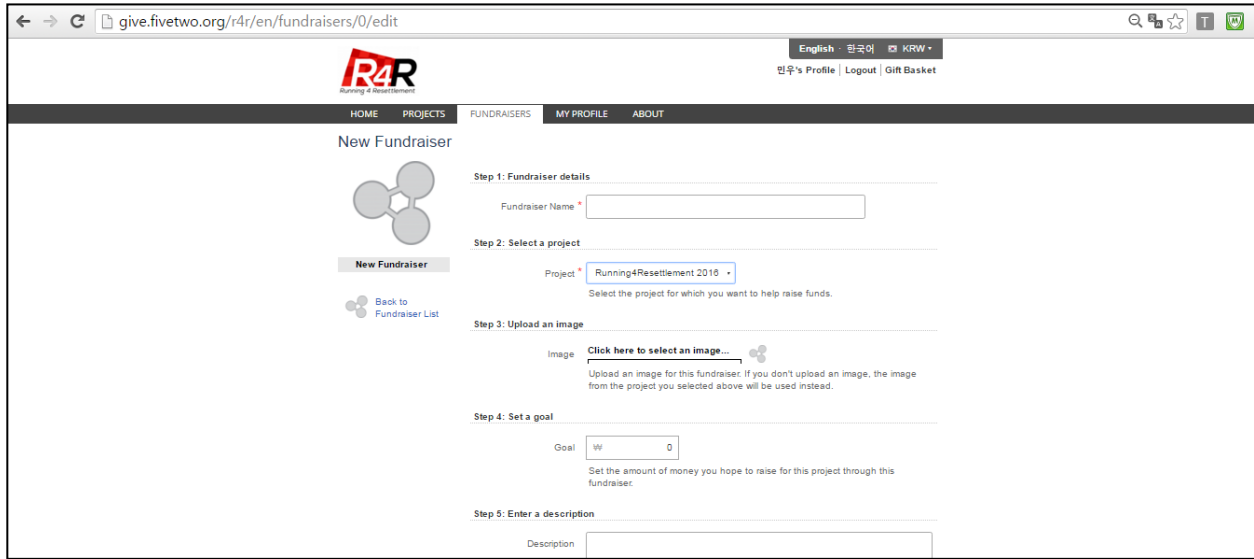 give.fivetwo.org/r4r/en/fundraisers/0/edit
T
M
R4R
Running 4 Resettlement
English · 한국어 KRW
민우's Profile | Logout | Gift Basket
HOME PROJECTS FUNDRAISERS MY PROFILE ABOUT
New Fundraiser
Step 1: Fundraiser details
Fundraiser Name *
Step 2: Select a project
New Fundraiser
Project * Running4Resettlement 2016
Select the project for which you want to help raise funds.
Back to
Fundraiser List
Step 3: Upload an image
Image Click here to select an image...
Upload an image for this fundraiser. If you don't upload an image, the image
from the project you selected above will be used instead.
Step 4: Set a goal
Goal ₩ 0
Set the amount of money you hope to raise for this project through this
fundraiser.
Step 5: Enter a description
Description